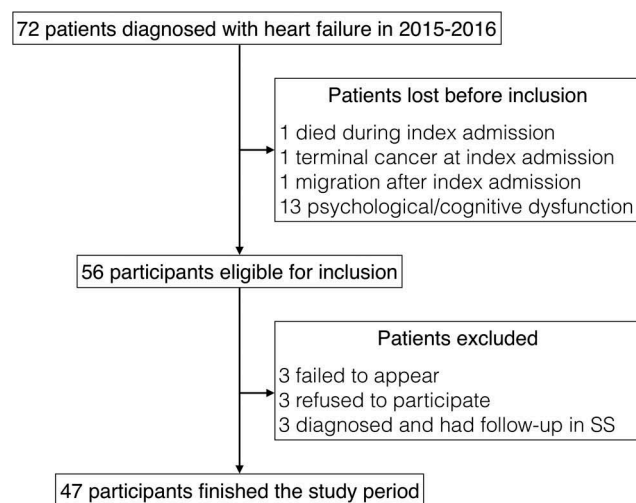 72 patients diagnosed with heart failure in 2015-2016
Patients lost before inclusion
1 died during index admission
1 terminal cancer at index admission
1 migration after index admission
13 psychological/cognitive dysfunction
56 participants eligible for inclusion
Patients excluded
3 failed to appear
3 refused to participate
3 diagnosed and had follow-up in SS
47 participants finished the study period